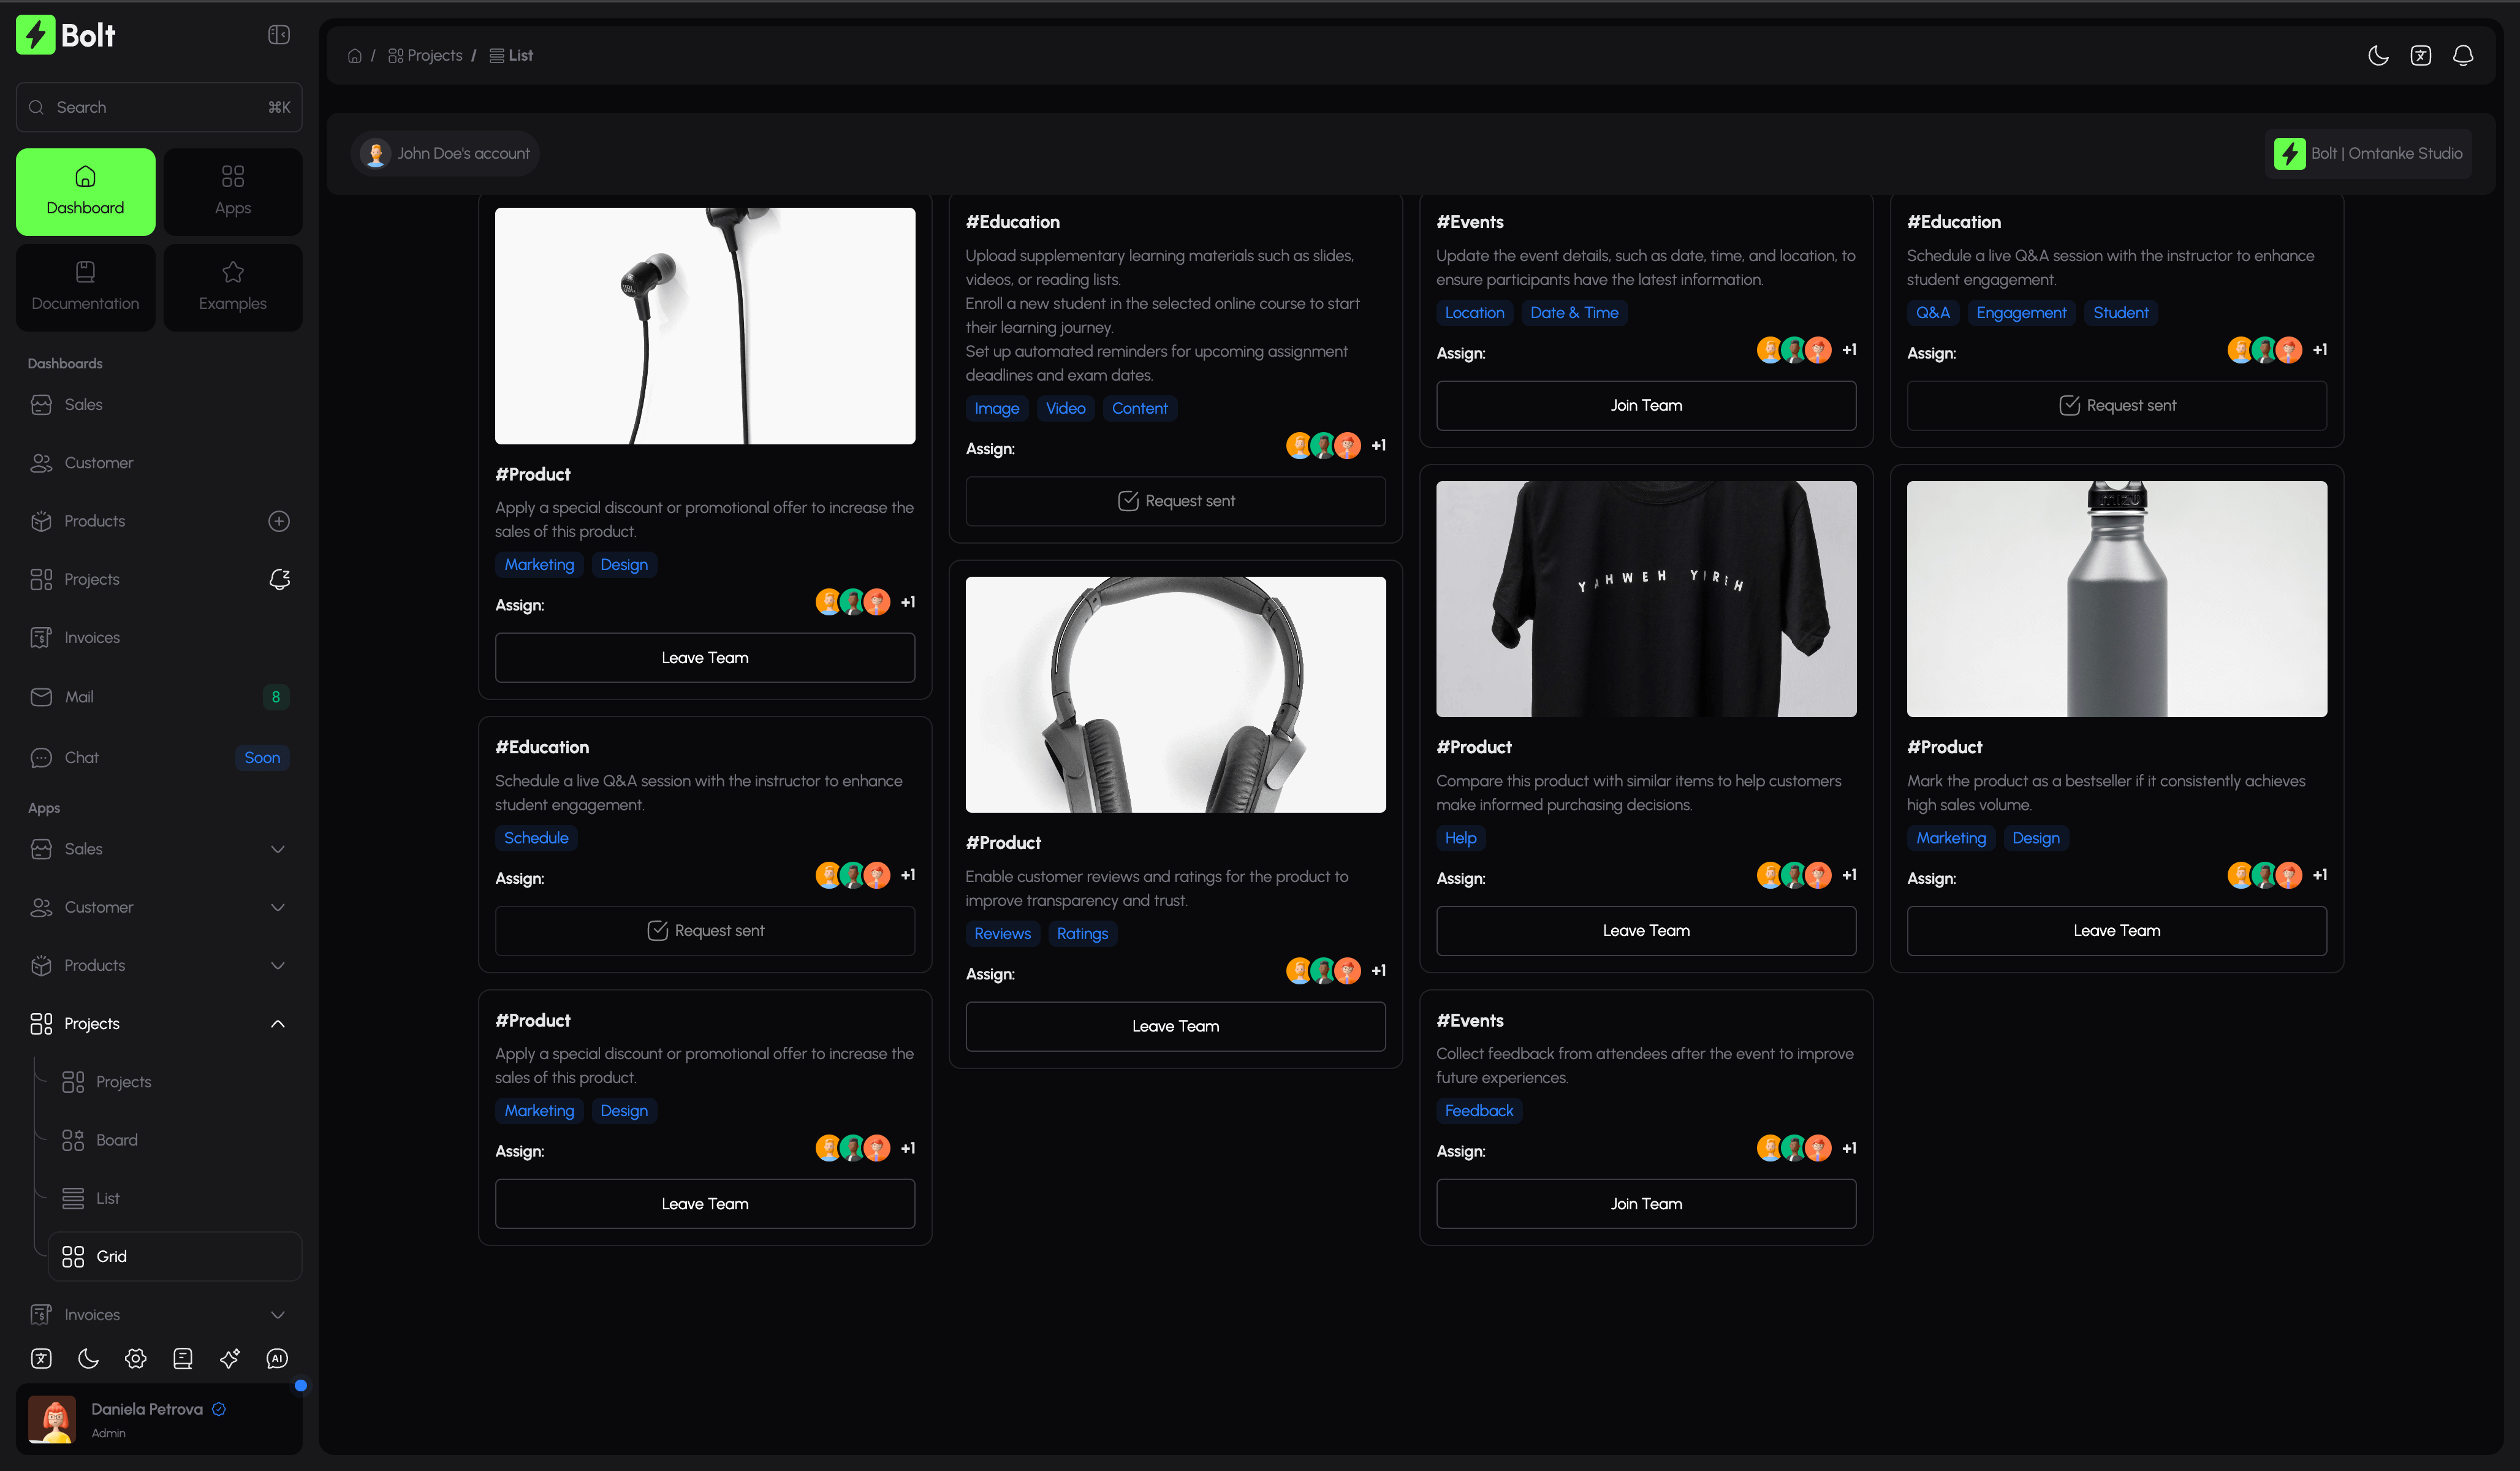 Bolt
Search
⌘K
Dashboard
Apps
Documentation
Examples
Dashboards
Sales
Customer
Products
Projects
Invoices
Mail
8
Chat
Soon
Apps
Sales
Customer
Products
Projects
Projects
Board
List
Grid
Invoices
AI
Daniela Petrova
Admin
/ Projects / List
John Doe's account
Bolt | Omtanke Studio
JBL
#Product
Apply a special discount or promotional offer to increase the
sales of this product.
Marketing
Design
Assign:
+1
Leave Team
#Education
Schedule a live Q&A session with the instructor to enhance
student engagement.
Schedule
Assign:
+1
Request sent
#Product
Apply a special discount or promotional offer to increase the
sales of this product.
Marketing
Design
Assign:
+1
Leave Team
#Education
Upload supplementary learning materials such as slides,
videos, or reading lists.
Enroll a new student in the selected online course to start
their learning journey.
Set up automated reminders for upcoming assignment
deadlines and exam dates.
Image
Video
Content
Assign:
+1
Request sent
#Product
Enable customer reviews and ratings for the product to
improve transparency and trust.
Reviews
Ratings
Assign:
+1
Leave Team
#Events
Update the event details, such as date, time, and location, to
ensure participants have the latest information.
Location
Date & Time
Assign:
+1
Join Team
YAHWEH YIREH
#Product
Compare this product with similar items to help customers
make informed purchasing decisions.
Help
Assign:
+1
Leave Team
#Events
Collect feedback from attendees after the event to improve
future experiences.
Feedback
Assign:
+1
Join Team
#Education
Schedule a live Q&A session with the instructor to enhance
student engagement.
Q&A
Engagement
Student
Assign:
+1
Request sent
#Product
Mark the product as a bestseller if it consistently achieves
high sales volume.
Marketing
Design
Assign:
+1
Leave Team